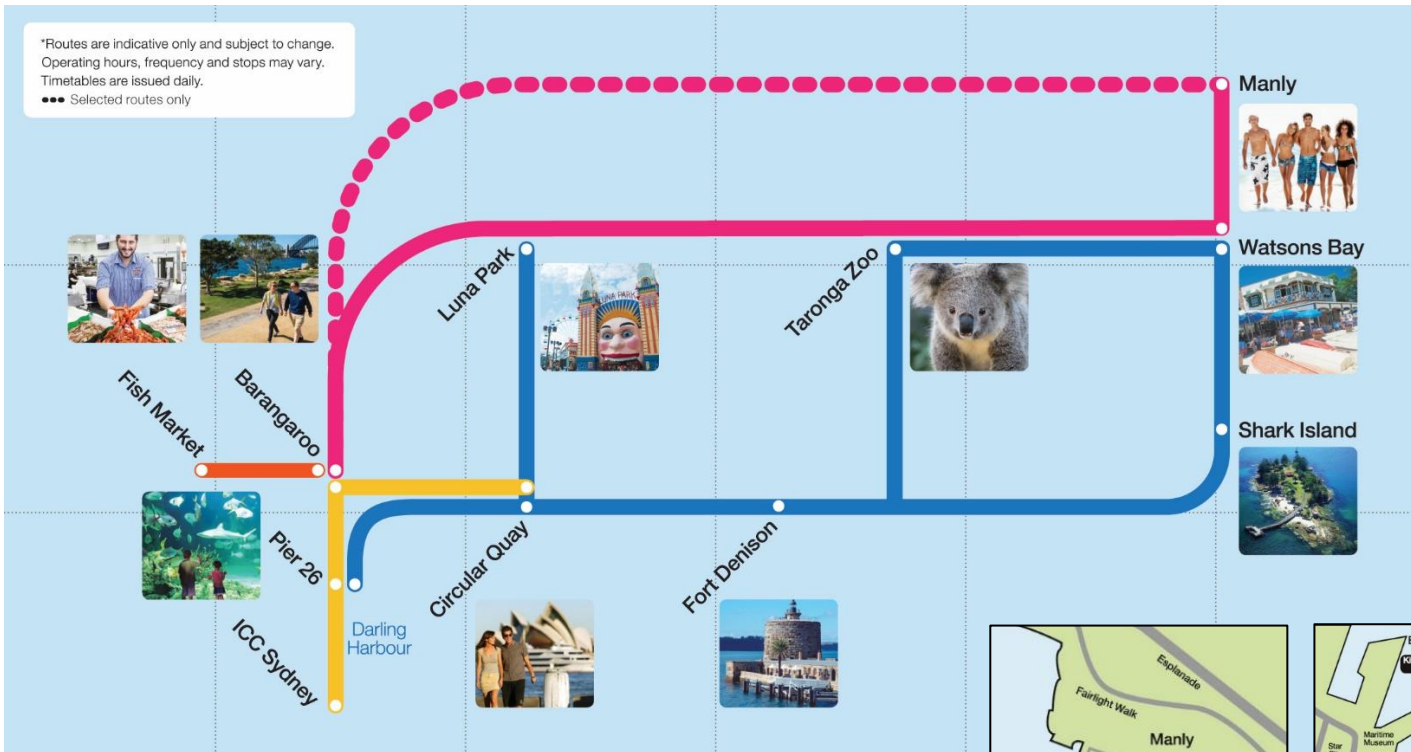 *Routes are indicative only and subject to change.
Operating hours, frequency and stops may vary.
Timetables are issued daily.
••• Selected routes only
Manly
Luna Park
LUNA PARK
Taronga Zoo
Watsons Bay
Fish Market
Barangaroo
Shark Island
Pier 26
Circular Quay
Fort Denison
ICC Sydney
Darling
Harbour
Esplanade
Fairlight Walk
Manly
Maritime
Museum
Star